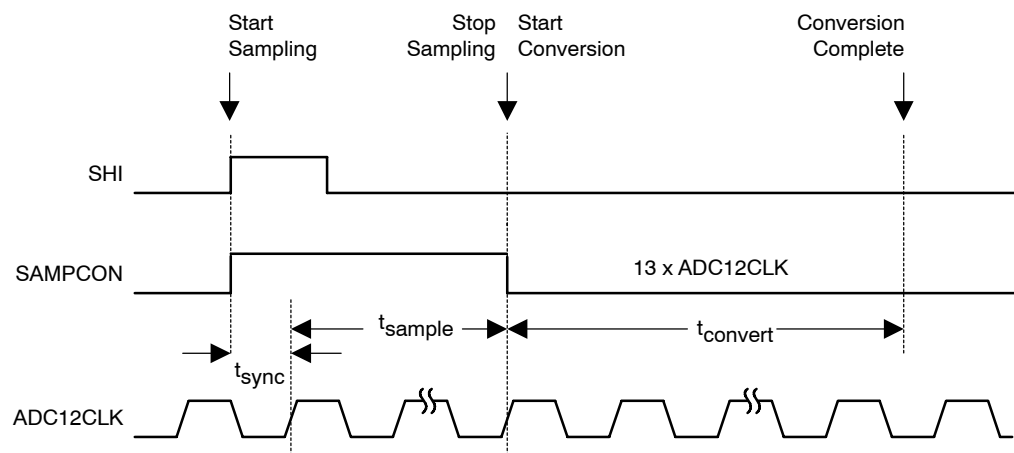 Start
Sampling
Stop
Sampling
Start
Conversion
Conversion
Complete
SHI
SAMPCON
13 x ADC12CLK
tsample
tconvert
tsync
ADC12CLK